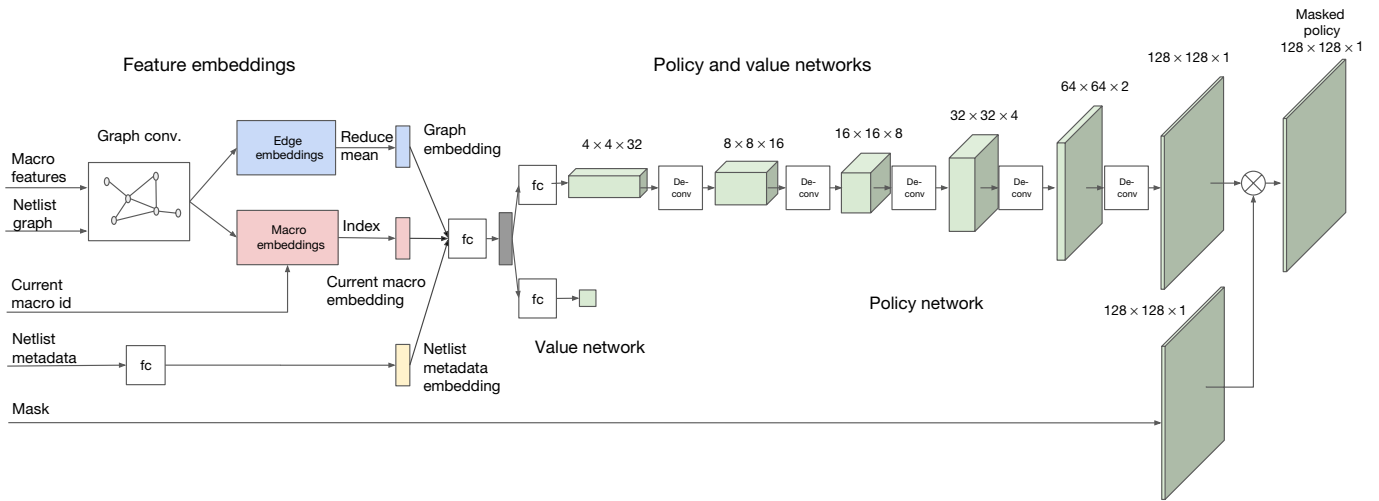 Feature embeddings
Policy and value networks
Masked
policy
128 × 128 × 1
128 × 128 × 1
64 × 64 × 2
32 × 32 × 4
16 × 16 × 8
8 × 8 × 16
4 × 4 × 32
Graph conv.
Edge
embeddings
Reduce
mean
Graph
embedding
Macro
features
Netlist
graph
Macro
embeddings
Index
Current macro
embedding
Current
macro id
Netlist
metadata
fc
Netlist
metadata
embedding
fc
fc
fc
De-
conv
De-
conv
De-
conv
De-
conv
De-
conv
Value network
Policy network
128 × 128 × 1
Mask